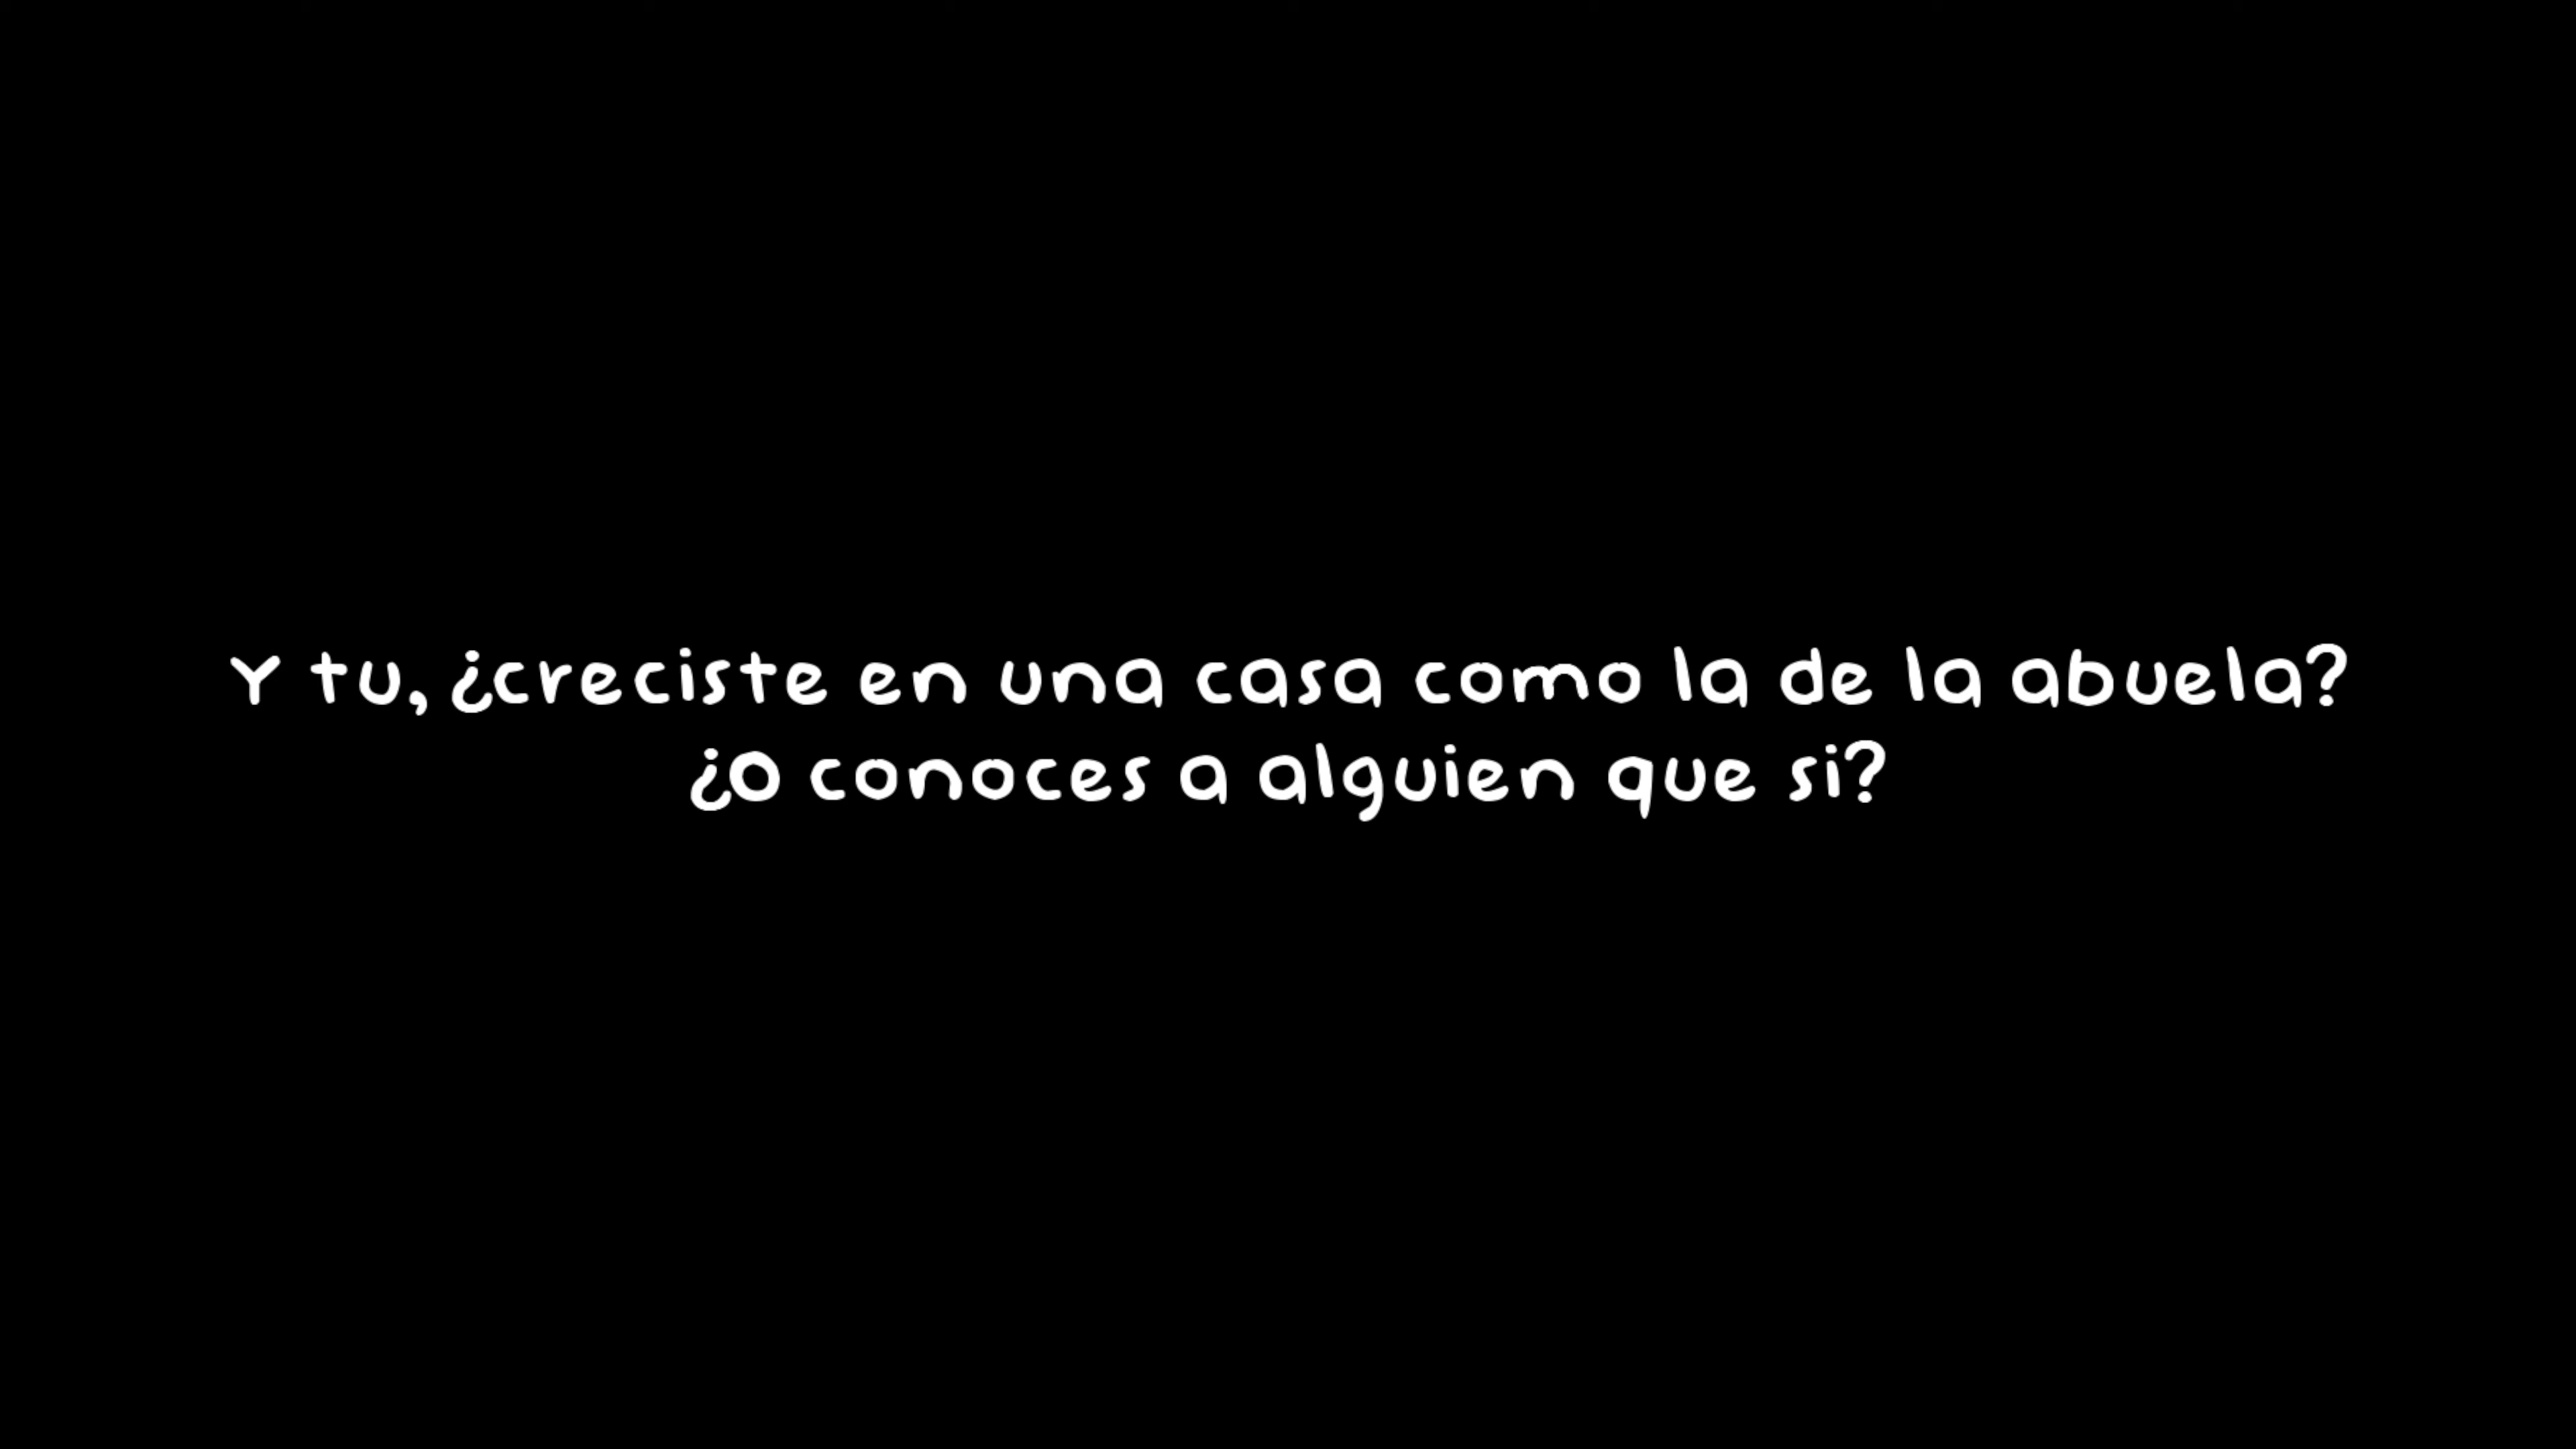 Y tu, ¿creciste en una casa como la de la abuela?
¿O conoces a alguien que si?